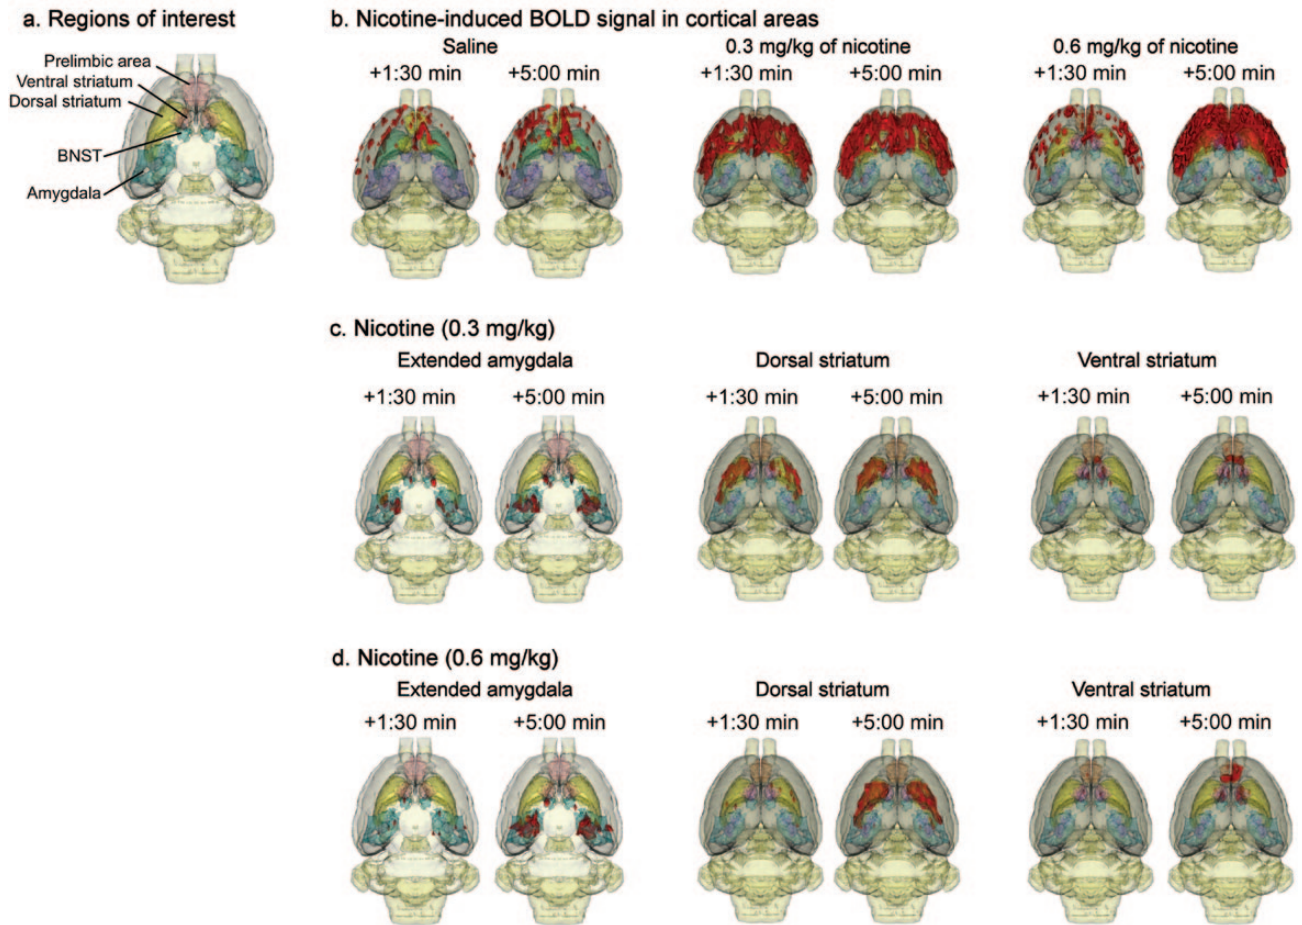 a. Regions of interest
Prelimbic area
Ventral striatum
Dorsal striatum
BNST
Amygdala
b. Nicotine-induced BOLD signal in cortical areas
Saline
+1:30 min
+5:00 min
0.3 mg/kg of nicotine
+1:30 min
+5:00 min
0.6 mg/kg of nicotine
+1:30 min
+5:00 min
c. Nicotine (0.3 mg/kg)
Extended amygdala
+1:30 min
+5:00 min
Dorsal striatum
+1:30 min
+5:00 min
Ventral striatum
+1:30 min
+5:00 min
d. Nicotine (0.6 mg/kg)
Extended amygdala
+1:30 min
+5:00 min
Dorsal striatum
+1:30 min
+5:00 min
Ventral striatum
+1:30 min
+5:00 min